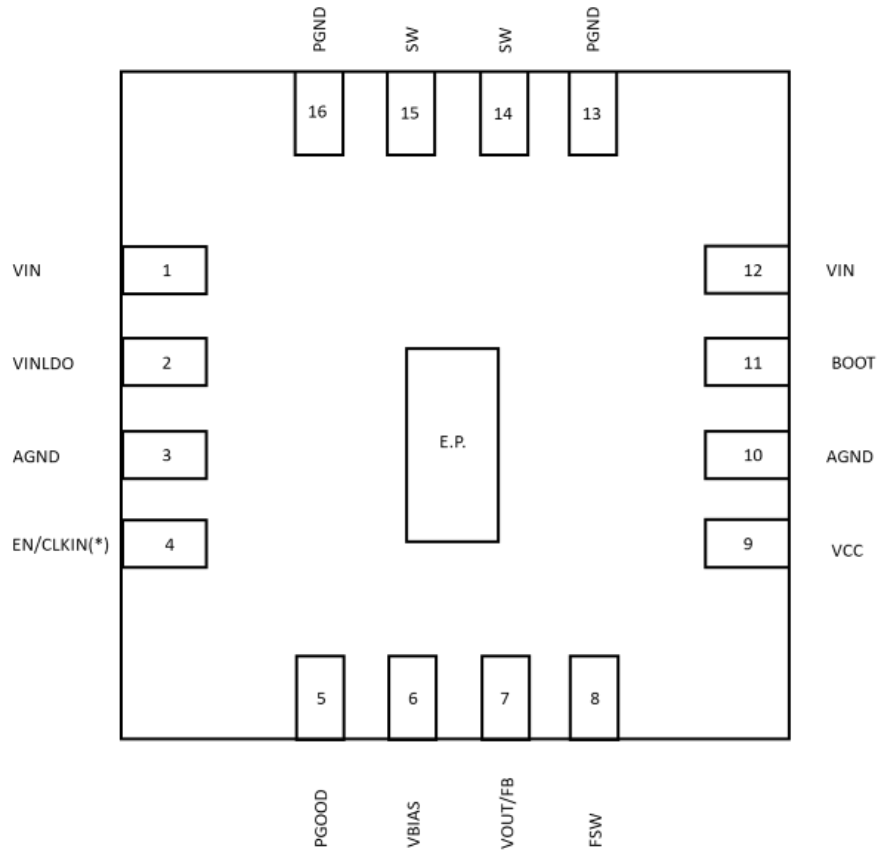 PGND
SW
SW
PGND
16
15
14
13
VIN
1
12
VIN
VINLDO
2
11
BOOT
E.P.
AGND
3
10
AGND
EN/CLKIN(*)
4
9
VCC
5
6
7
8
PGOOD
VBIAS
VOUT/FB
FSW